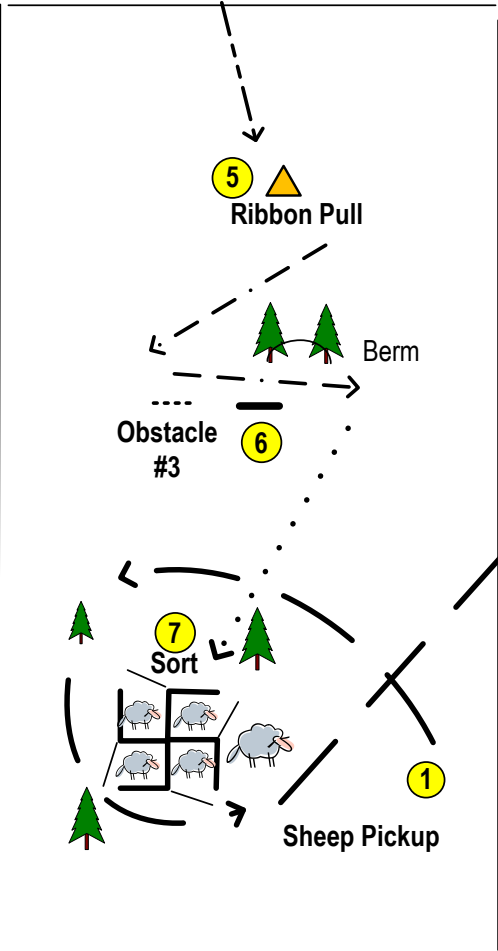 5
Ribbon Pull
Berm
Obstacle
#3
6
7
Sort
1
Sheep Pickup